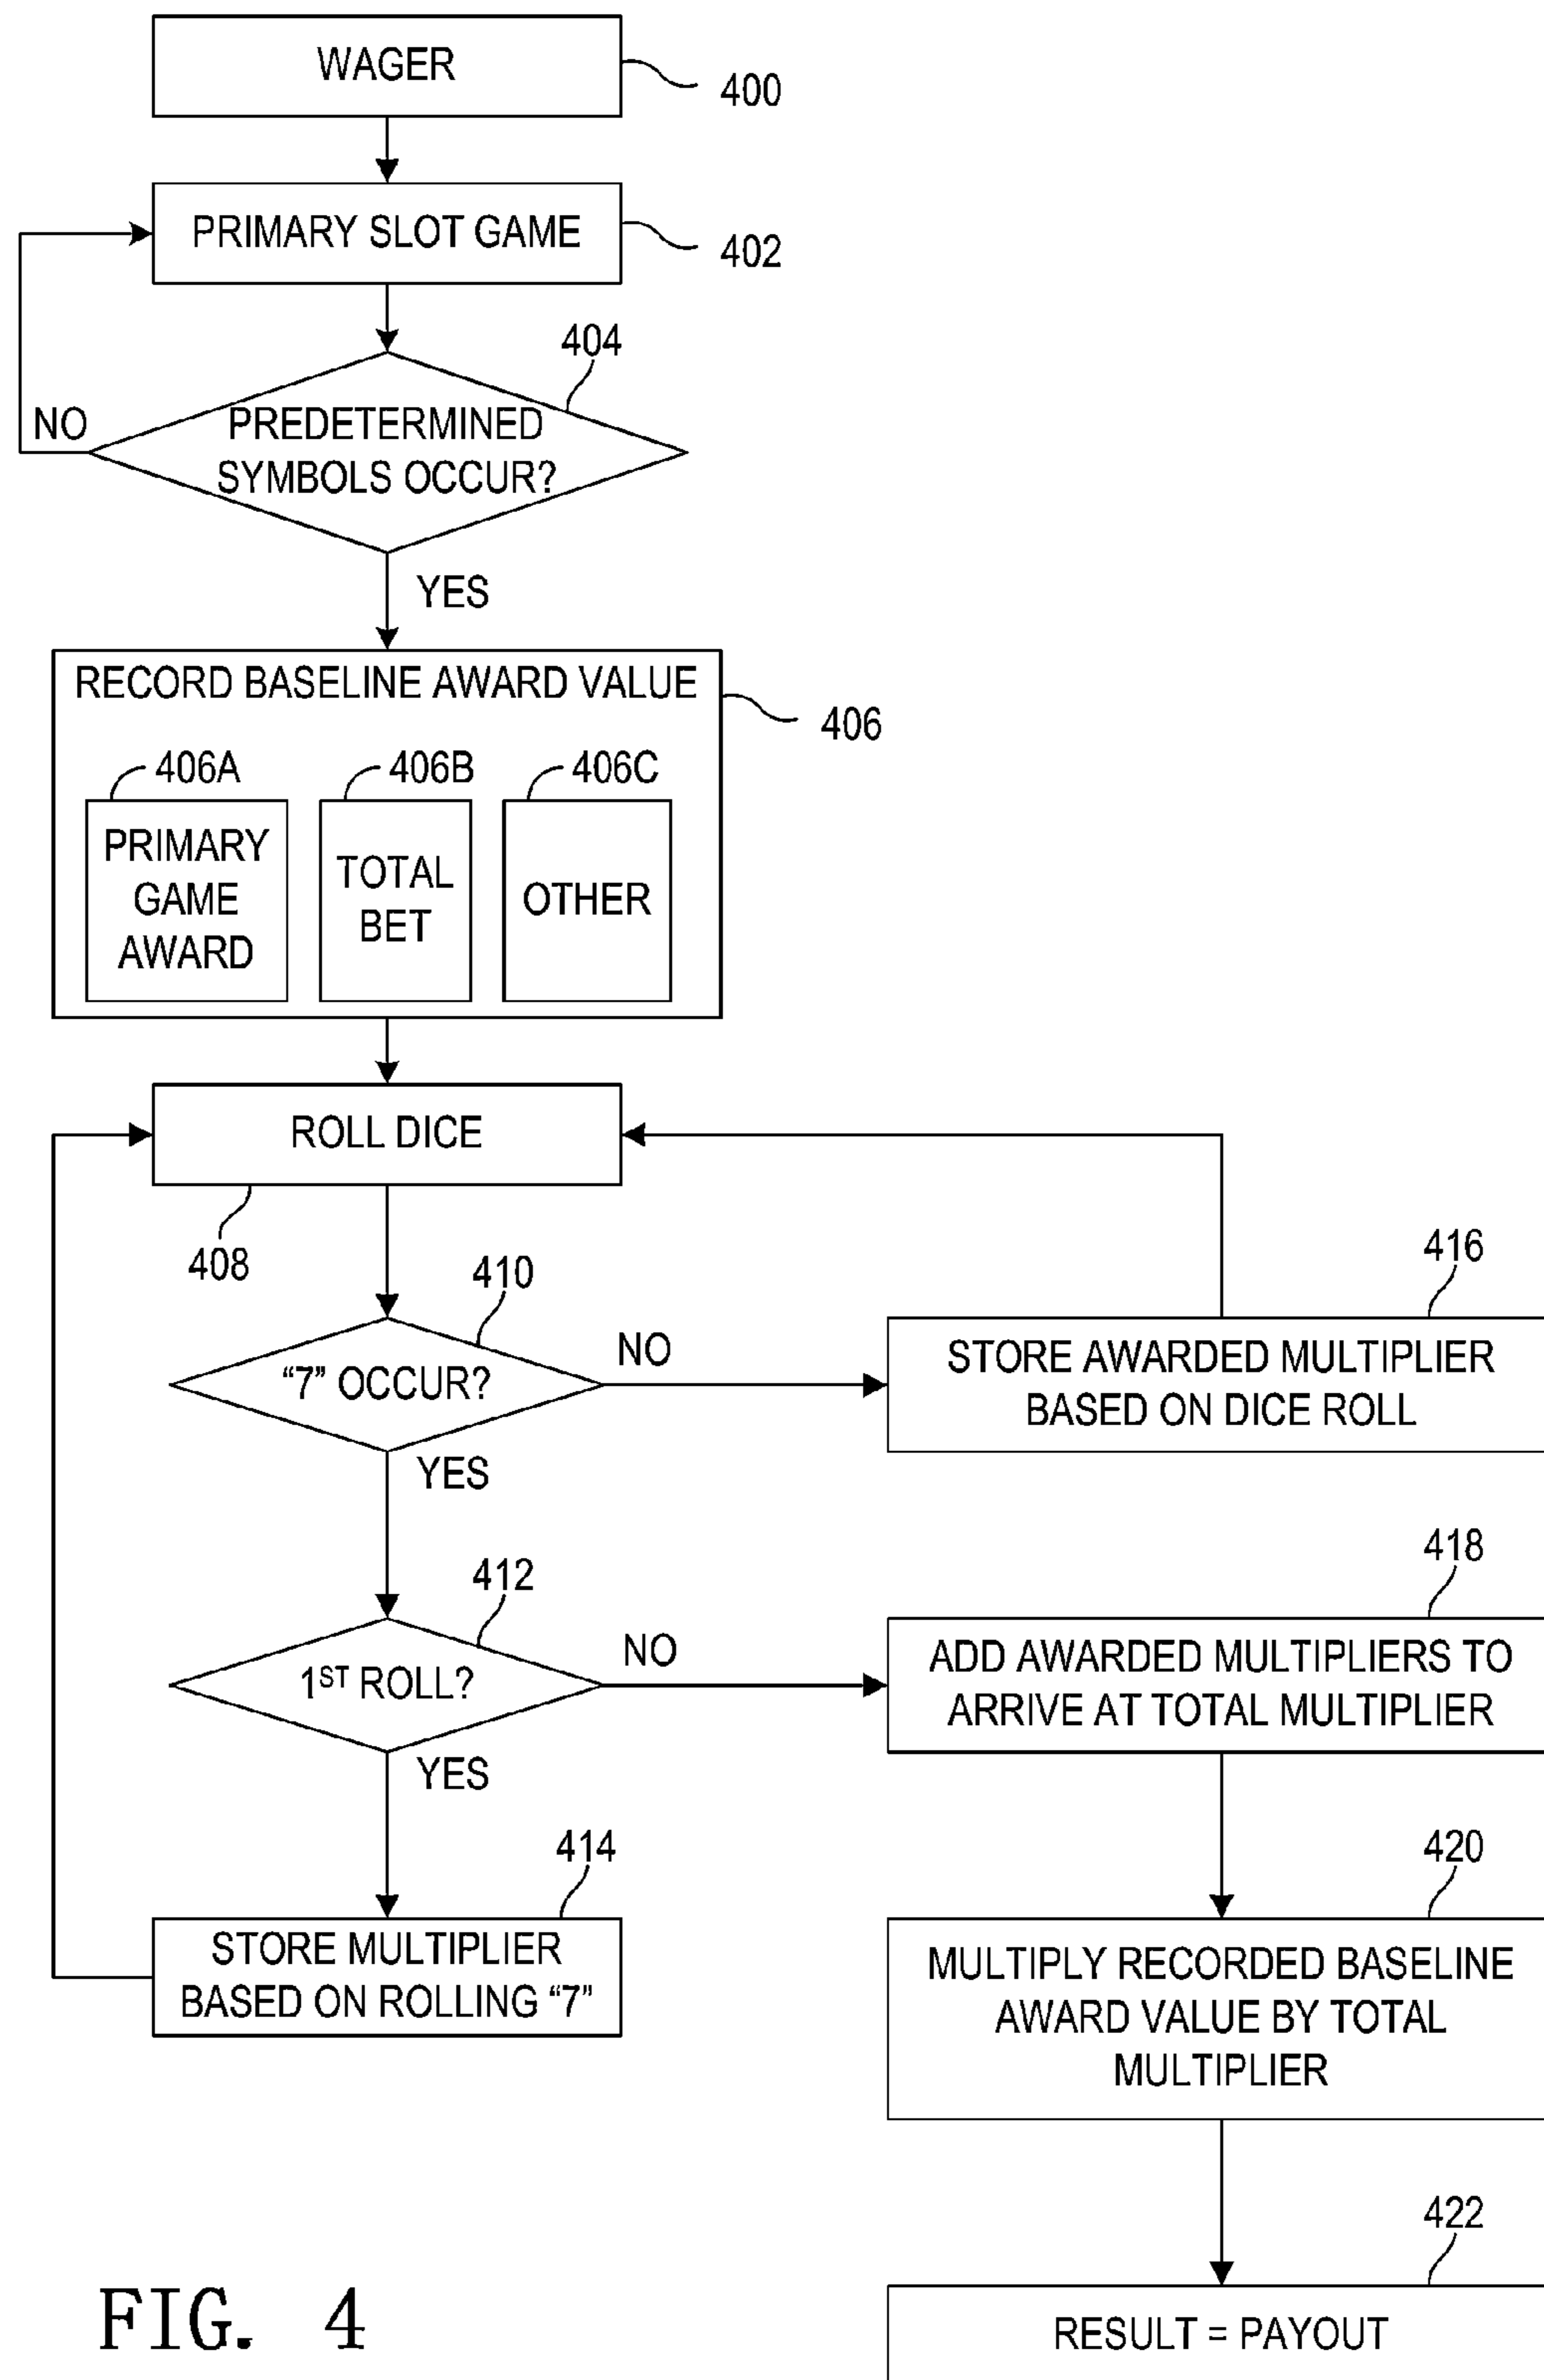 WAGER
400
PRIMARY SLOT GAME
402
404
NO
PREDETERMINED
SYMBOLS OCCUR?
YES
RECORD BASELINE AWARD VALUE
406
406A
406B
406C
PRIMARY
GAME
AWARD
TOTAL
BET
OTHER
ROLL DICE
408
410
“7” OCCUR?
NO
416
STORE AWARDED MULTIPLIER
BASED ON DICE ROLL
YES
412
1ST ROLL?
NO
418
ADD AWARDED MULTIPLIERS TO
ARRIVE AT TOTAL MULTIPLIER
YES
414
STORE MULTIPLIER
BASED ON ROLLING “7”
420
MULTIPLY RECORDED BASELINE
AWARD VALUE BY TOTAL
MULTIPLIER
422
RESULT = PAYOUT
FIG. 4